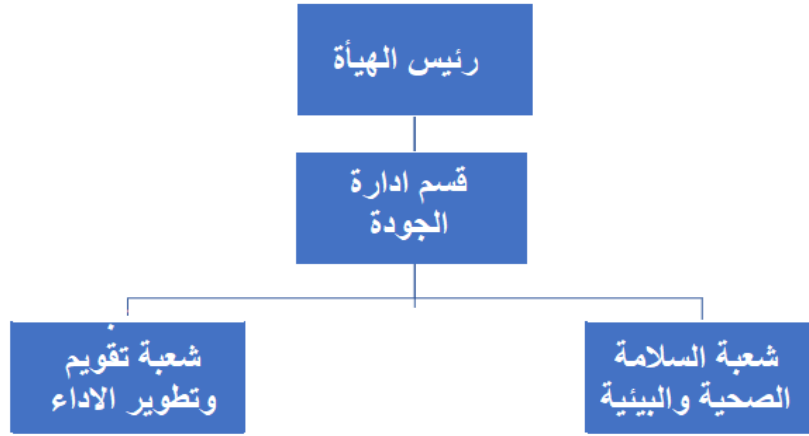 رئيس الهيأة
قسم ادارة
الجودة
شعبة السلامة
الصحية والبيئية
شعبة تقويم
وتطوير الاداء